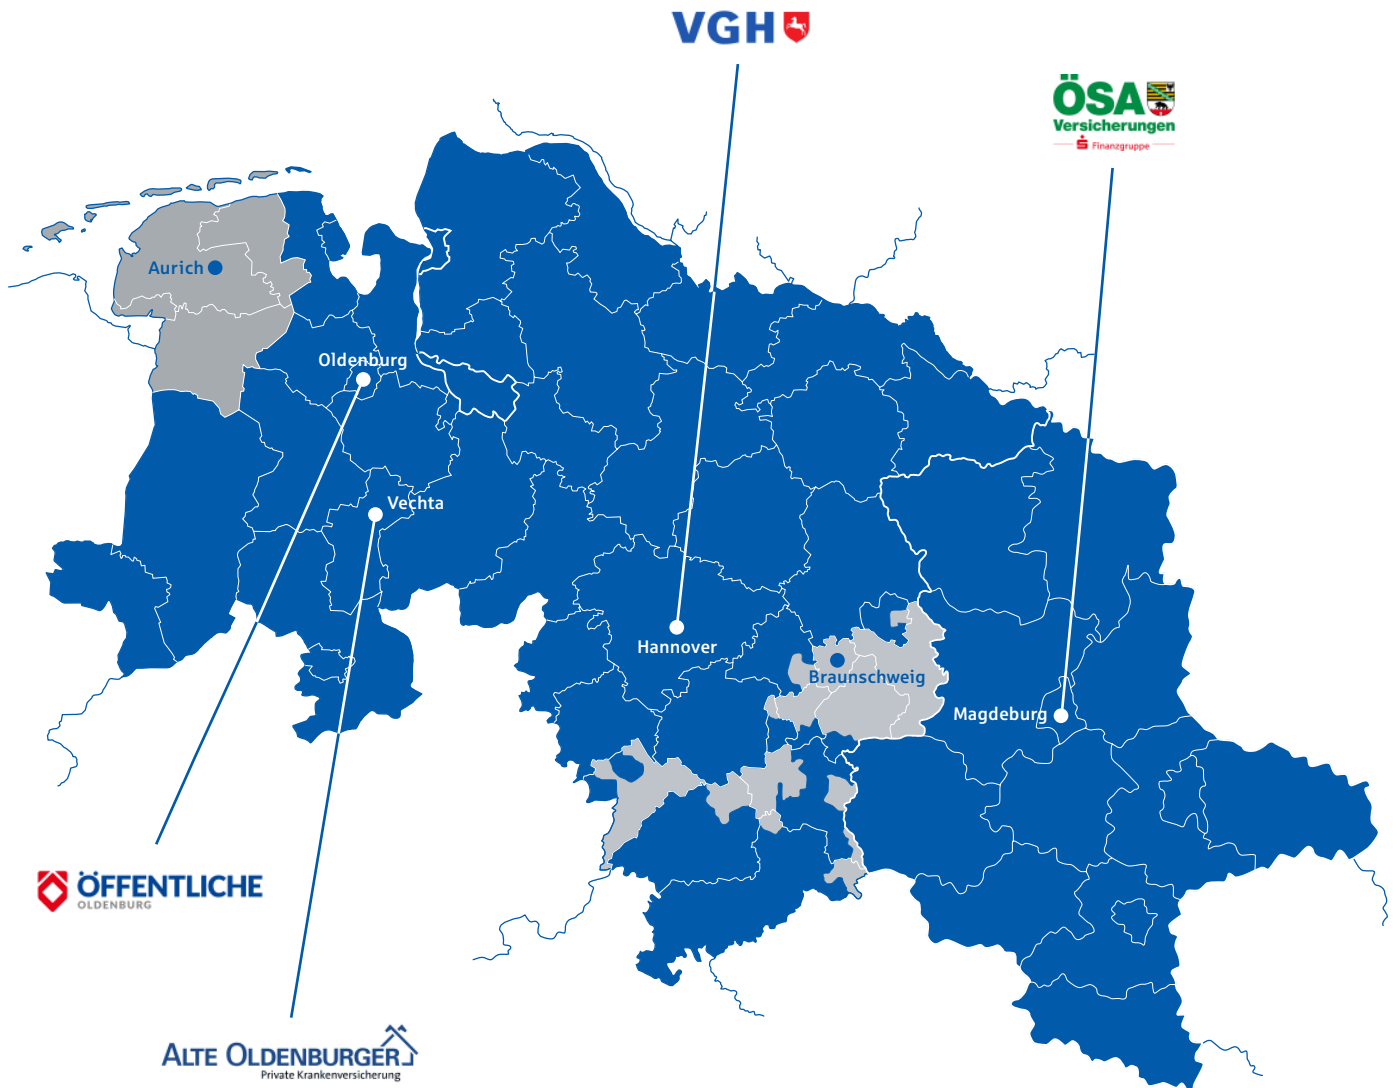 VGH
ÖSA
Versicherungen
Finanzgruppe
Aurich
Oldenburg
Vechta
Hannover
Braunschweig
Magdeburg
ÖFFENTLICHE
OLDENBURG
ALTE OLDENBURGER
Private Krankenversicherung